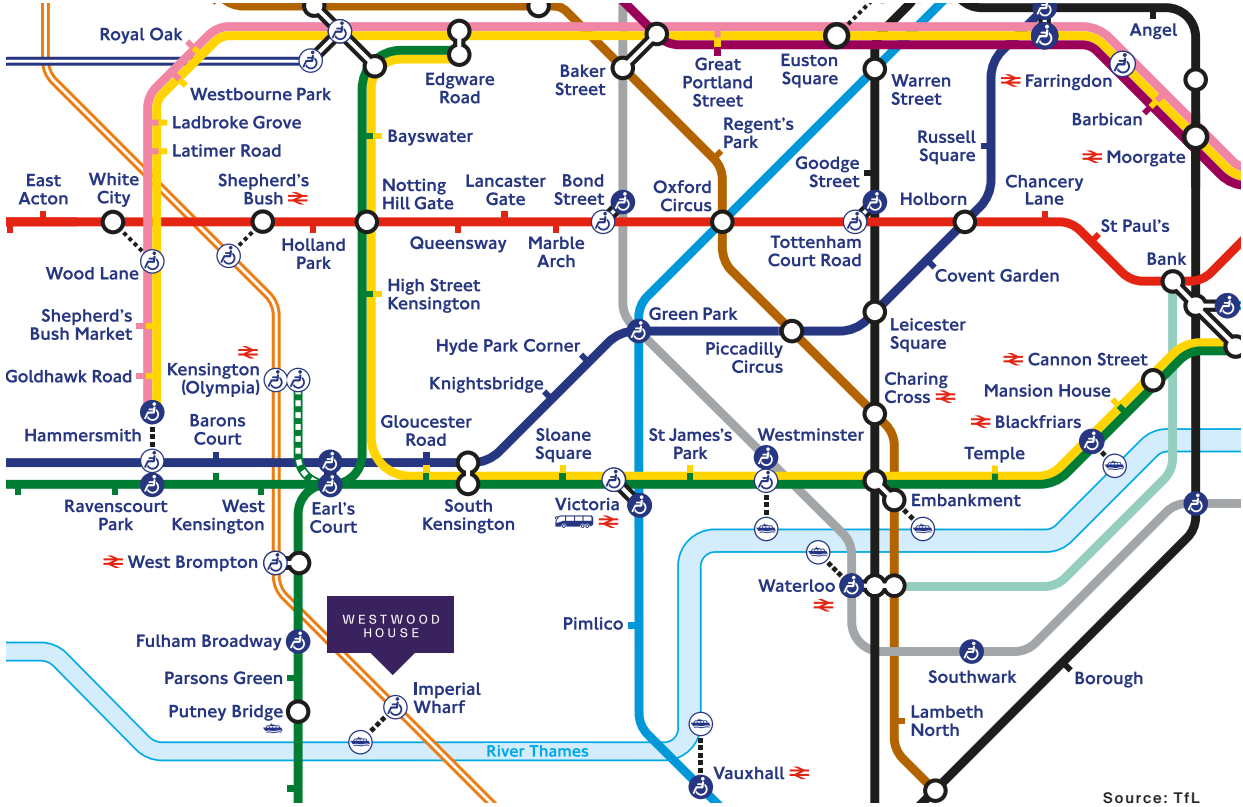 Royal Oak
Edgware
Road
Baker
Street
Great
Portland
Street
Euston
Square
Warren
Street
Farringdon
Angel
Westbourne Park
Ladbroke Grove
Latimer Road
Bayswater
Regent's
Park
Russell
Square
Barbican
Moorgate
East
Acton
White
City
Shepherd's
Bush
Notting
Hill Gate
Lancaster
Gate
Bond
Street
Oxford
Circus
Goodge
Street
Holborn
Chancery
Lane
St Paul's
Holland
Park
Queensway
Marble
Arch
Tottenham
Court Road
Covent Garden
Bank
Wood Lane
High Street
Kensington
Shepherd's
Bush Market
Green Park
Hyde Park Corner
Piccadilly
Circus
Leicester
Square
Cannon Street
Goldhawk Road
Kensington
(Olympia)
Knightsbridge
Charing
Cross
Mansion House
Blackfriars
Hammersmith
Barons
Court
Gloucester
Road
Sloane
Square
St James's
Park
Westminster
Temple
Ravenscourt
Park
West
Kensington
Earl's
Court
South
Kensington
Victoria
Embankment
West Brompton
Waterloo
WESTWOOD
HOUSE
Fulham Broadway
Pimlico
Parsons Green
Southwark
Borough
Putney Bridge
Imperial
Wharf
Lambeth
North
River Thames
Vauxhall
Source: TfL